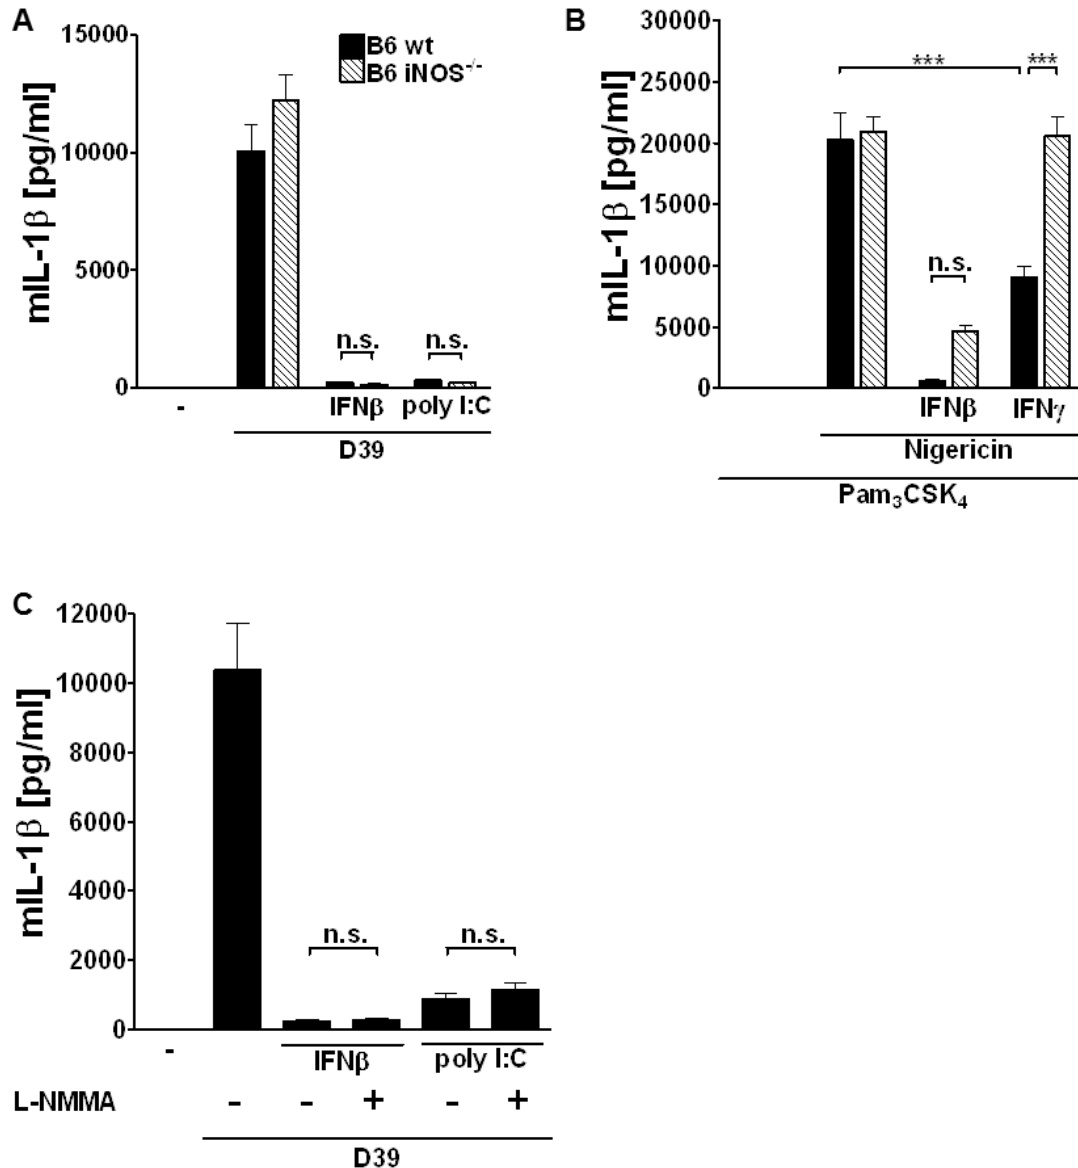 A
mIL-1β [pg/ml]
15000
10000
5000
0
B6 wt
B6 iNOS-/-
n.s.
n.s.
-
IFNβ
poly I:C
D39
B
mIL-1β [pg/ml]
30000
25000
20000
15000
10000
5000
0
***
***
n.s.
IFNβ
IFNγ
Nigericin
Pam3CSK4
C
mIL-1β [pg/ml]
12000
10000
8000
6000
4000
2000
0
n.s.
n.s.
-
IFNβ
poly I:C
L-NMMA - - + - +
D39